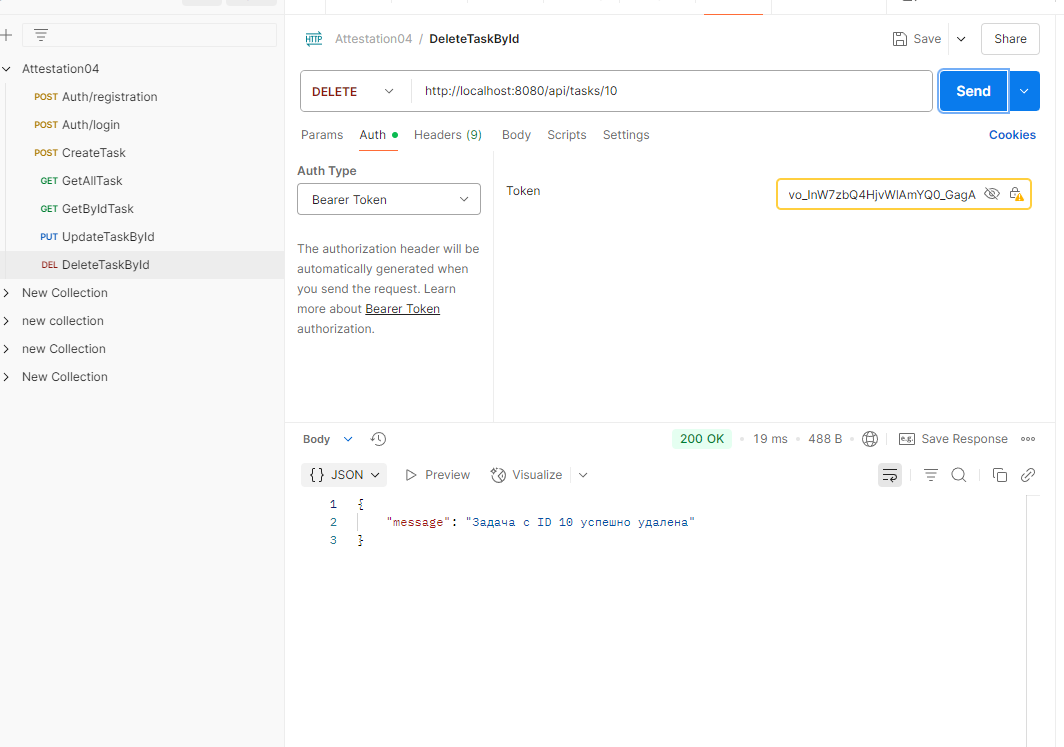 Attestation04 / DeleteTaskById
Save
Share
Attestation04
POST Auth/registration
POST Auth/login
POST CreateTask
GET GetAllTask
GET GetByIdTask
PUT UpdateTaskById
DEL DeleteTaskById
New Collection
new collection
new Collection
New Collection
DELETE
http://localhost:8080/api/tasks/10
Send
Params Auth Headers (9) Body Scripts Settings
Cookies
Auth Type
Bearer Token
The authorization header will be
automatically generated when
you send the request. Learn
more about Bearer Token
authorization.
Token
vo_InW7zbQ4HjvWIAmYQ0_GagA
Body
200 OK 19 ms 488 B
Save Response
{} JSON
Preview
Visualize
1 {
2 "message": "Задача с ID 10 успешно удалена"
3 }